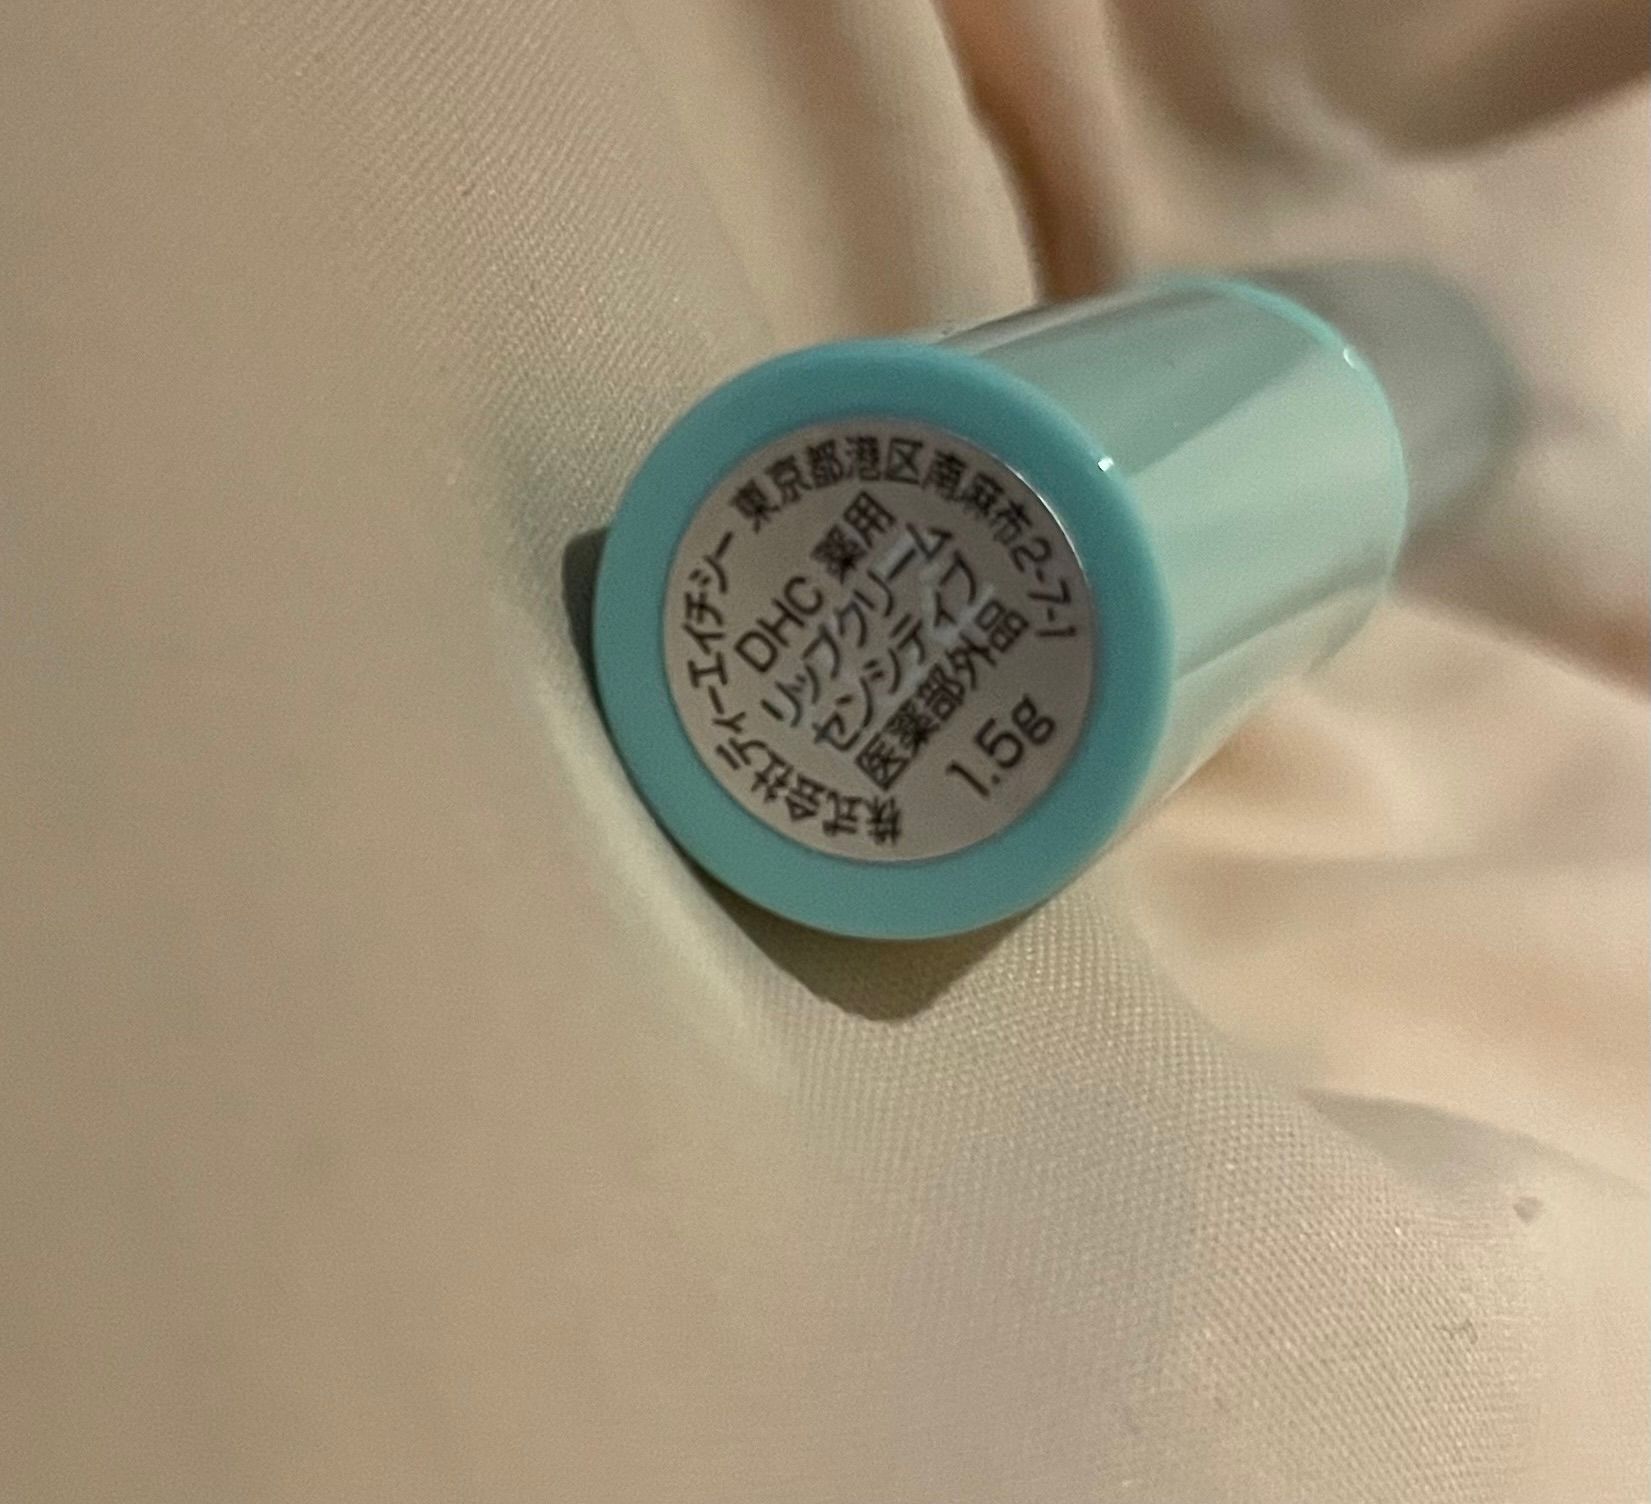 株式会社ディーエイチシー 東京都港区南麻布2-7-1
DHC 薬用
リップクリーム
センシティブ
医薬部外品
1.5g